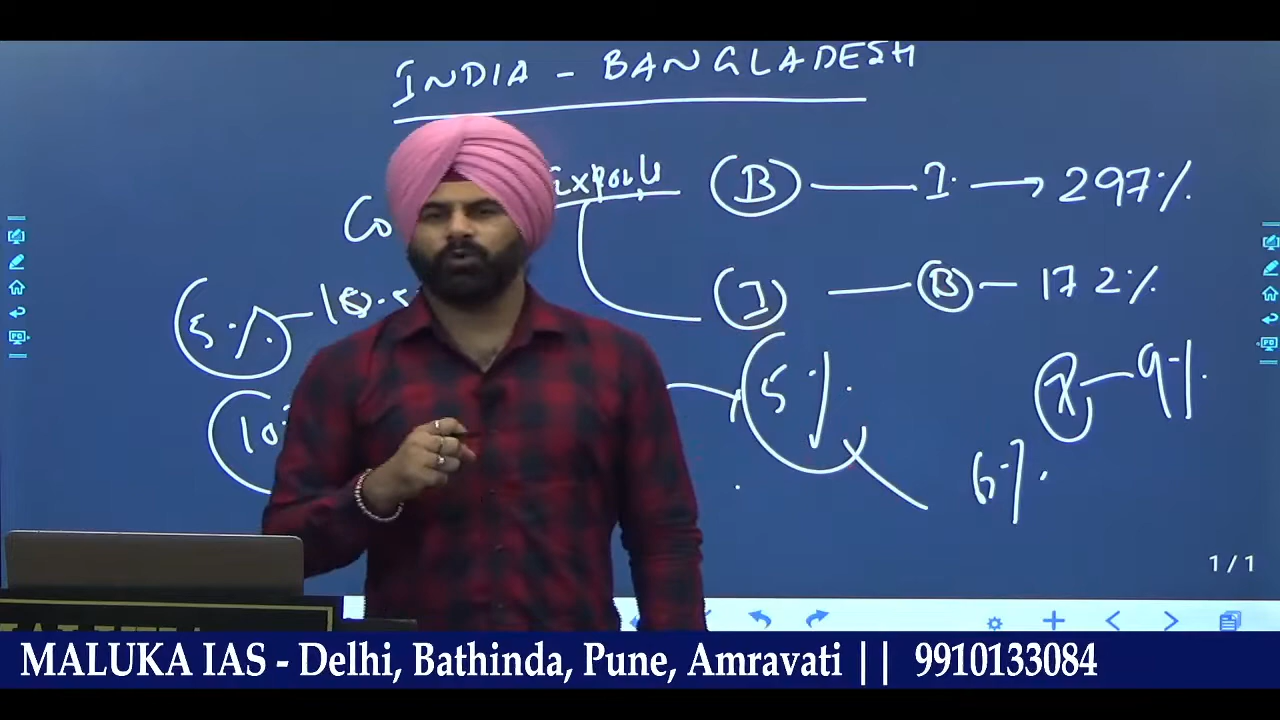 INDIA - BANGLADESH
Exports B — I → 297%
I — B — 172%
5% — 
5%
9%
6%
1/1
MALUKA IAS - Delhi, Bathinda, Pune, Amravati || 9910133084